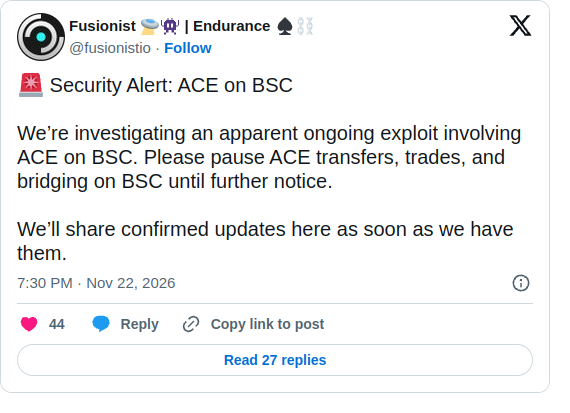 Fusionist 🪐👾 | Endurance ♠️⛓️
@fusionistio · Follow
🚨 Security Alert: ACE on BSC
We’re investigating an apparent ongoing exploit involving
ACE on BSC. Please pause ACE transfers, trades, and
bridging on BSC until further notice.
We’ll share confirmed updates here as soon as we have
them.
7:30 PM · Nov 22, 2026
44 Reply Copy link to post
Read 27 replies